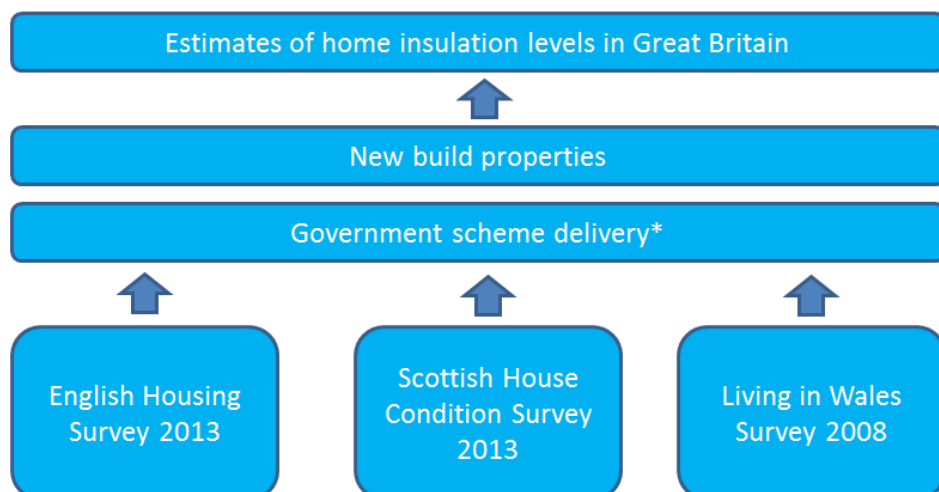 Estimates of home insulation levels in Great Britain
New build properties
Government scheme delivery*
English Housing
Survey 2013
Scottish House
Condition Survey
2013
Living in Wales
Survey 2008